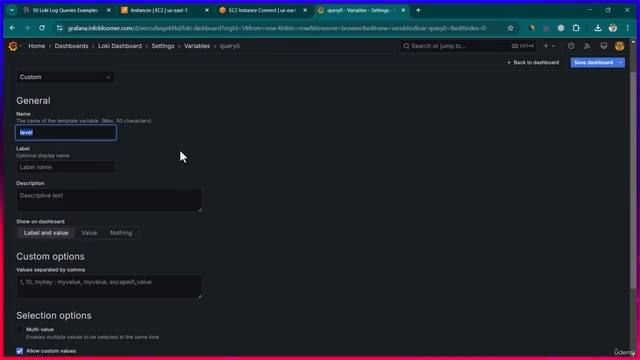 50 Loki Log Queries Examples
Instances | EC2 | us-east-1
EC2 Instance Connect | us-eas
query0 - Variables - Settings -
Home > Dashboards > Loki Dashboard > Settings > Variables > query0
Search or jump to...
Back to dashboard
Save dashboard
Custom
General
Name
The name of the template variable. (Max. 50 characters)
level
Label
Optional display name
Label name
Description
Descriptive text
Show on dashboard
Label and value
Value
Nothing
Custom options
Values separated by comma
1, 10, mykey : myvalue, myvalue, escaped\,value
Selection options
Multi-value
Enables multiple values to be selected at the same time
Allow custom values
udemy